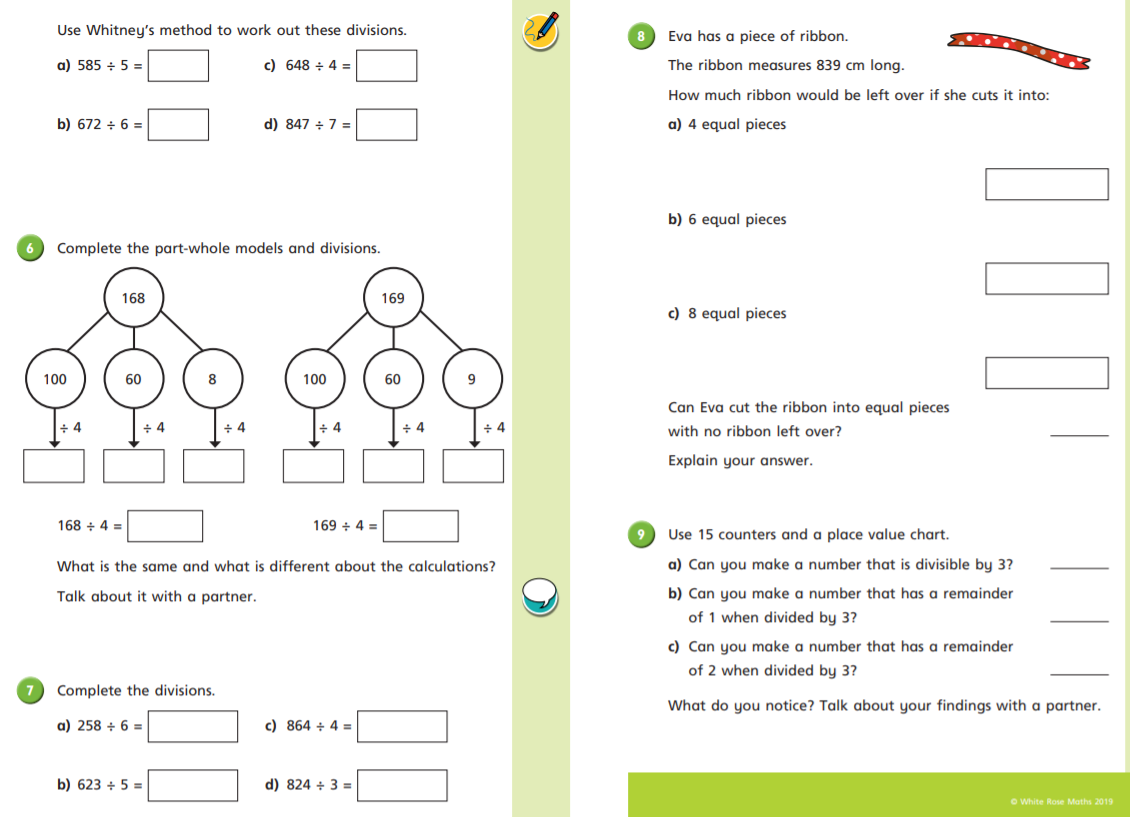 Use Whitney's method to work out these divisions.
a) 585 ÷ 5 =
c) 648 ÷ 4 =
b) 672 ÷ 6 =
d) 847 ÷ 7 =
6 Complete the part-whole models and divisions.
168
169
100
60
8
100
60
9
÷ 4
÷ 4
÷ 4
÷ 4
÷ 4
÷ 4
168 ÷ 4 =
169 ÷ 4 =
What is the same and what is different about the calculations?
Talk about it with a partner.
7 Complete the divisions.
a) 258 ÷ 6 =
c) 864 ÷ 4 =
b) 623 ÷ 5 =
d) 824 ÷ 3 =
8 Eva has a piece of ribbon.
The ribbon measures 839 cm long.
How much ribbon would be left over if she cuts it into:
a) 4 equal pieces
b) 6 equal pieces
c) 8 equal pieces
Can Eva cut the ribbon into equal pieces
with no ribbon left over?
Explain your answer.
9 Use 15 counters and a place value chart.
a) Can you make a number that is divisible by 3?
b) Can you make a number that has a remainder
of 1 when divided by 3?
c) Can you make a number that has a remainder
of 2 when divided by 3?
What do you notice? Talk about your findings with a partner.
© White Rose Maths 2019